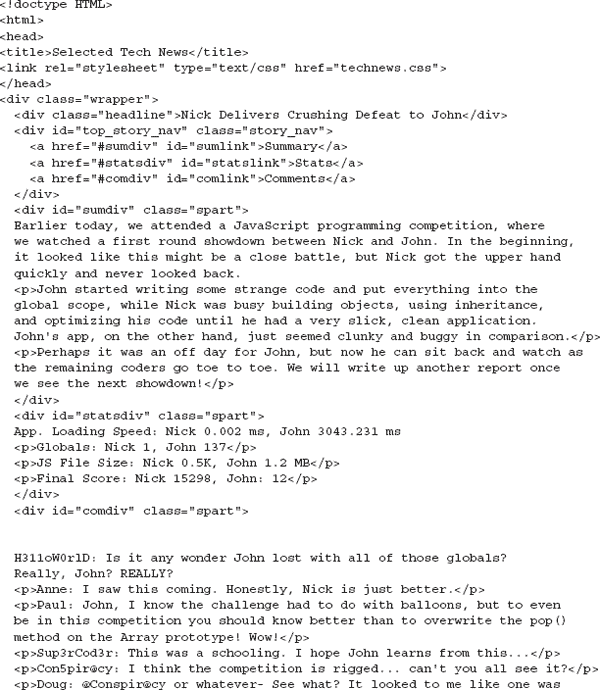 <!doctype HTML>
<html>
<head>
<title>Selected Tech News</title>
<link rel="stylesheet" type="text/css" href="technews.css">
</head>
<div class="wrapper">
<div class="headline">Nick Delivers Crushing Defeat to John</div>
<div id="top_story_nav" class="story_nav">
<a href="#sumdiv" id="sumlink">Summary</a>
<a href="#statsdiv" id="statslink">Stats</a>
<a href="#comdiv" id="comlink">Comments</a>
</div>
<div id="sumdiv" class="spart">
Earlier today, we attended a JavaScript programming competition, where
we watched a first round showdown between Nick and John. In the beginning,
it looked like this might be a close battle, but Nick got the upper hand
quickly and never looked back.
<p>John started writing some strange code and put everything into the
global scope, while Nick was busy building objects, using inheritance,
and optimizing his code until he had a very slick, clean application.
John's app, on the other hand, just seemed clunky and buggy in comparison.</p>
<p>Perhaps it was an off day for John, but now he can sit back and watch as
the remaining coders go toe to toe. We will write up another report once
we see the next showdown!</p>
</div>
<div id="statsdiv" class="spart">
App. Loading Speed: Nick 0.002 ms, John 3043.231 ms
<p>Globals: Nick 1, John 137</p>
<p>JS File Size: Nick 0.5K, John 1.2 MB</p>
<p>Final Score: Nick 15298, John: 12</p>
</div>
<div id="comdiv" class="spart">
H311oW0rlD: Is it any wonder John lost with all of those globals?
Really, John? REALLY?
<p>Anne: I saw this coming. Honestly, Nick is just better.</p>
<p>Paul: John, I know the challenge had to do with balloons, but to even
be in this competition you should know better than to overwrite the pop()
method on the Array prototype! Wow!</p>
<p>Sup3rCod3r: This was a schooling. I hope John learns from this...</p>
<p>Con5pir@cy: I think the competition is rigged... can't you all see it?</p>
<p>Doug: @Conspir@cy or whatever- See what? It looked to me like one was